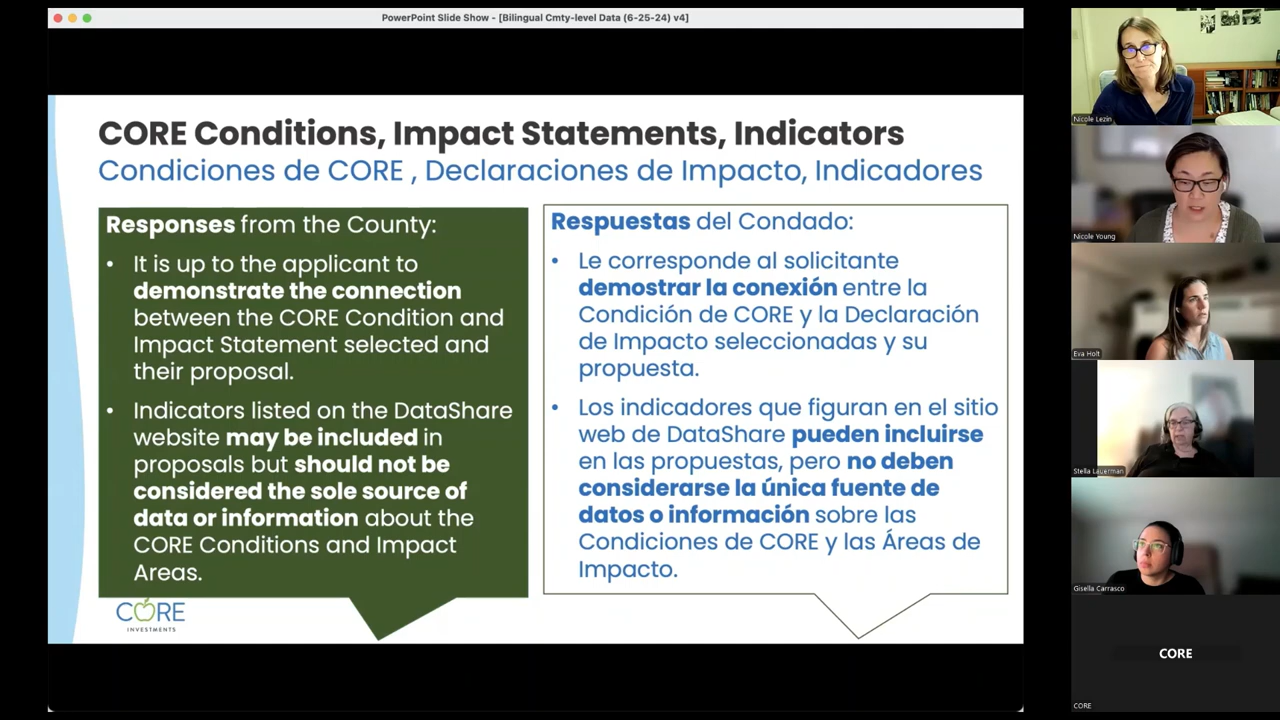 PowerPoint Slide Show - [Bilingual Cmty-level Data (6-25-24) v4]
CORE Conditions, Impact Statements, Indicators
Condiciones de CORE , Declaraciones de Impacto, Indicadores
Responses from the County:
• It is up to the applicant to
demonstrate the connection
between the CORE Condition and
Impact Statement selected and
their proposal.
• Indicators listed on the DataShare
website may be included in
proposals but should not be
considered the sole source of
data or information about the
CORE Conditions and Impact
Areas.
Respuestas del Condado:
• Le corresponde al solicitante
demostrar la conexión entre la
Condición de CORE y la Declaración
de Impacto seleccionadas y su
propuesta.
• Los indicadores que figuran en el sitio
web de DataShare pueden incluirse
en las propuestas, pero no deben
considerarse la única fuente de
datos o información sobre las
Condiciones de CORE y las Áreas de
Impacto.
CORE
INVESTMENTS
Nicole Lezin
Nicole Young
Eva Holt
Stella Lauerman
Gisella Carrasco
CORE
CORE